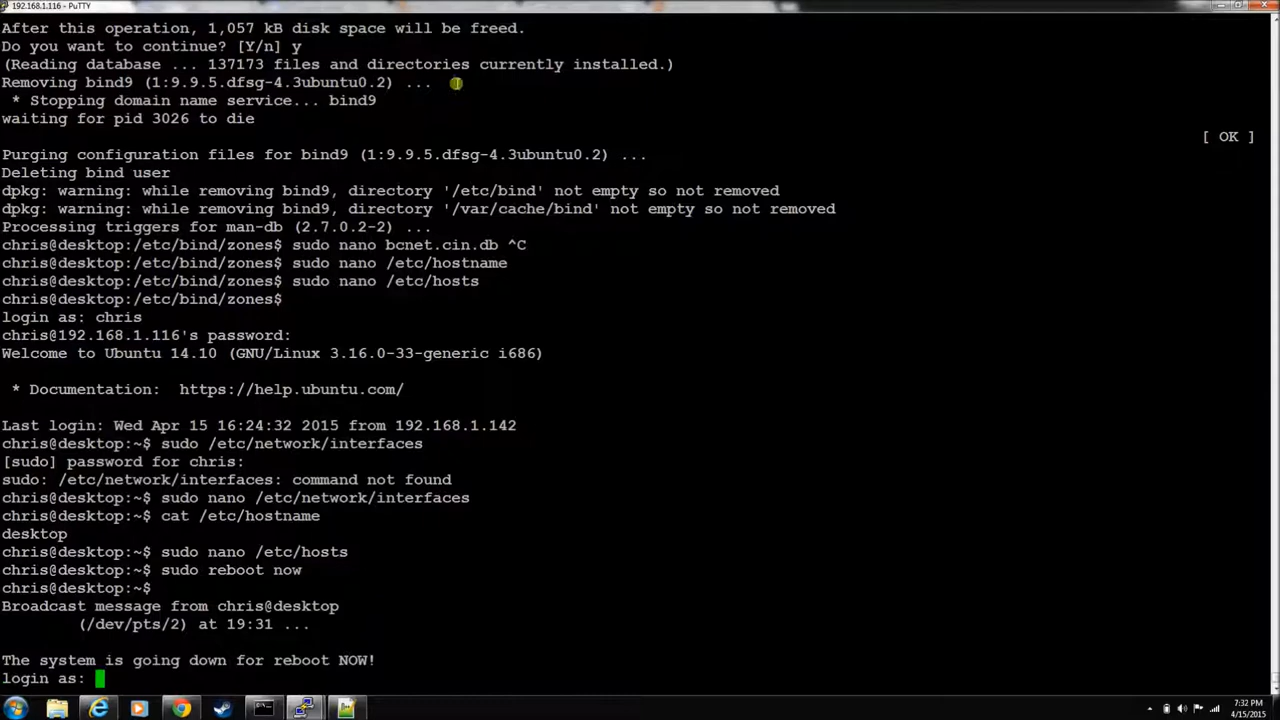 192.168.1.116 - PuTTY
After this operation, 1,057 kB disk space will be freed.
Do you want to continue? [Y/n] y
(Reading database ... 137173 files and directories currently installed.)
Removing bind9 (1:9.9.5.dfsg-4.3ubuntu0.2) ...
 * Stopping domain name service... bind9
waiting for pid 3026 to die
[ OK ]
Purging configuration files for bind9 (1:9.9.5.dfsg-4.3ubuntu0.2) ...
Deleting bind user
dpkg: warning: while removing bind9, directory '/etc/bind' not empty so not removed
dpkg: warning: while removing bind9, directory '/var/cache/bind' not empty so not removed
Processing triggers for man-db (2.7.0.2-2) ...
chris@desktop:/etc/bind/zones$ sudo nano bcnet.cin.db ^C
chris@desktop:/etc/bind/zones$ sudo nano /etc/hostname
chris@desktop:/etc/bind/zones$ sudo nano /etc/hosts
chris@desktop:/etc/bind/zones$
login as: chris
chris@192.168.1.116's password:
Welcome to Ubuntu 14.10 (GNU/Linux 3.16.0-33-generic i686)
 * Documentation:  https://help.ubuntu.com/
Last login: Wed Apr 15 16:24:32 2015 from 192.168.1.142
chris@desktop:~$ sudo /etc/network/interfaces
[sudo] password for chris:
sudo: /etc/network/interfaces: command not found
chris@desktop:~$ sudo nano /etc/network/interfaces
chris@desktop:~$ cat /etc/hostname
desktop
chris@desktop:~$ sudo nano /etc/hosts
chris@desktop:~$ sudo reboot now
chris@desktop:~$
Broadcast message from chris@desktop
(/dev/pts/2) at 19:31 ...
The system is going down for reboot NOW!
login as:
7:32 PM
4/15/2015